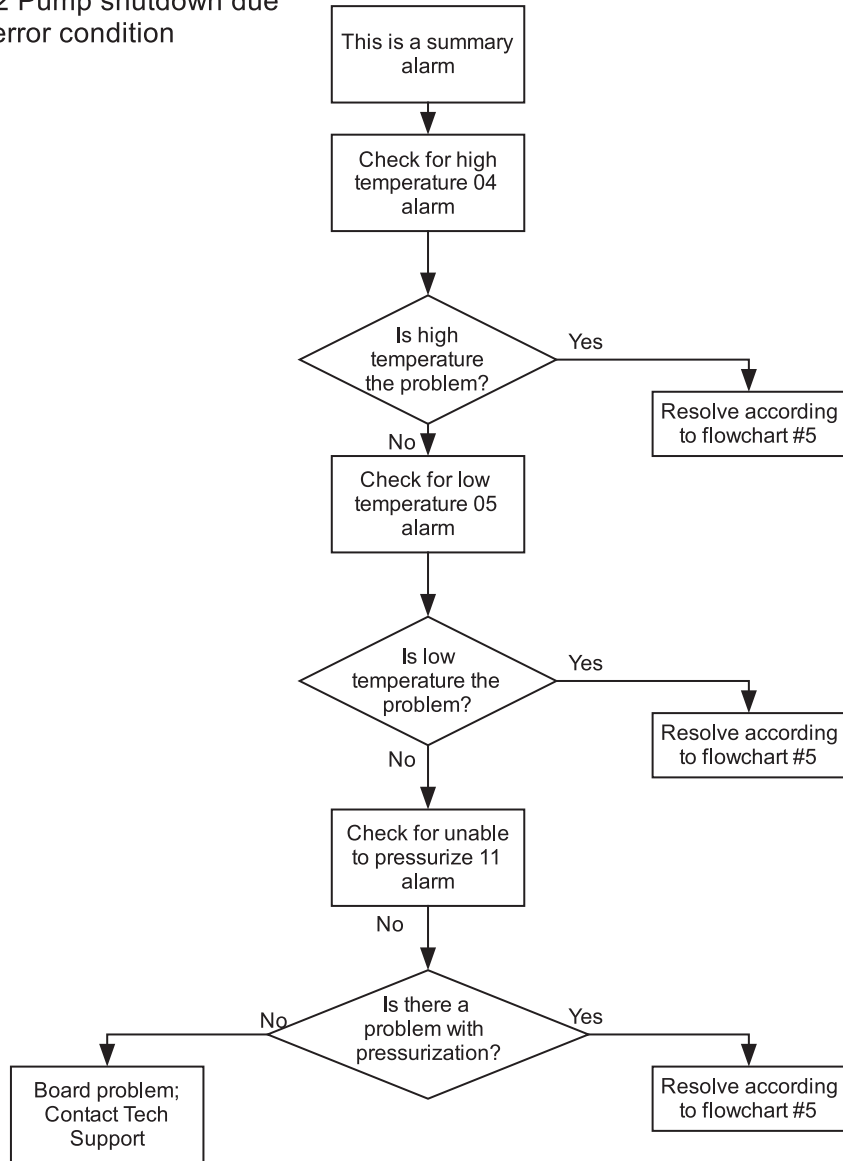 2 Pump shutdown due
error condition
This is a summary
alarm
Check for high
temperature 04
alarm
Is high
temperature
the problem?
Yes
Resolve according
to flowchart #5
No
Check for low
temperature 05
alarm
Is low
temperature the
problem?
Yes
Resolve according
to flowchart #5
No
Check for unable
to pressurize 11
alarm
No
Is there a
problem with
pressurization?
No
Yes
Board problem;
Contact Tech
Support
Resolve according
to flowchart #5